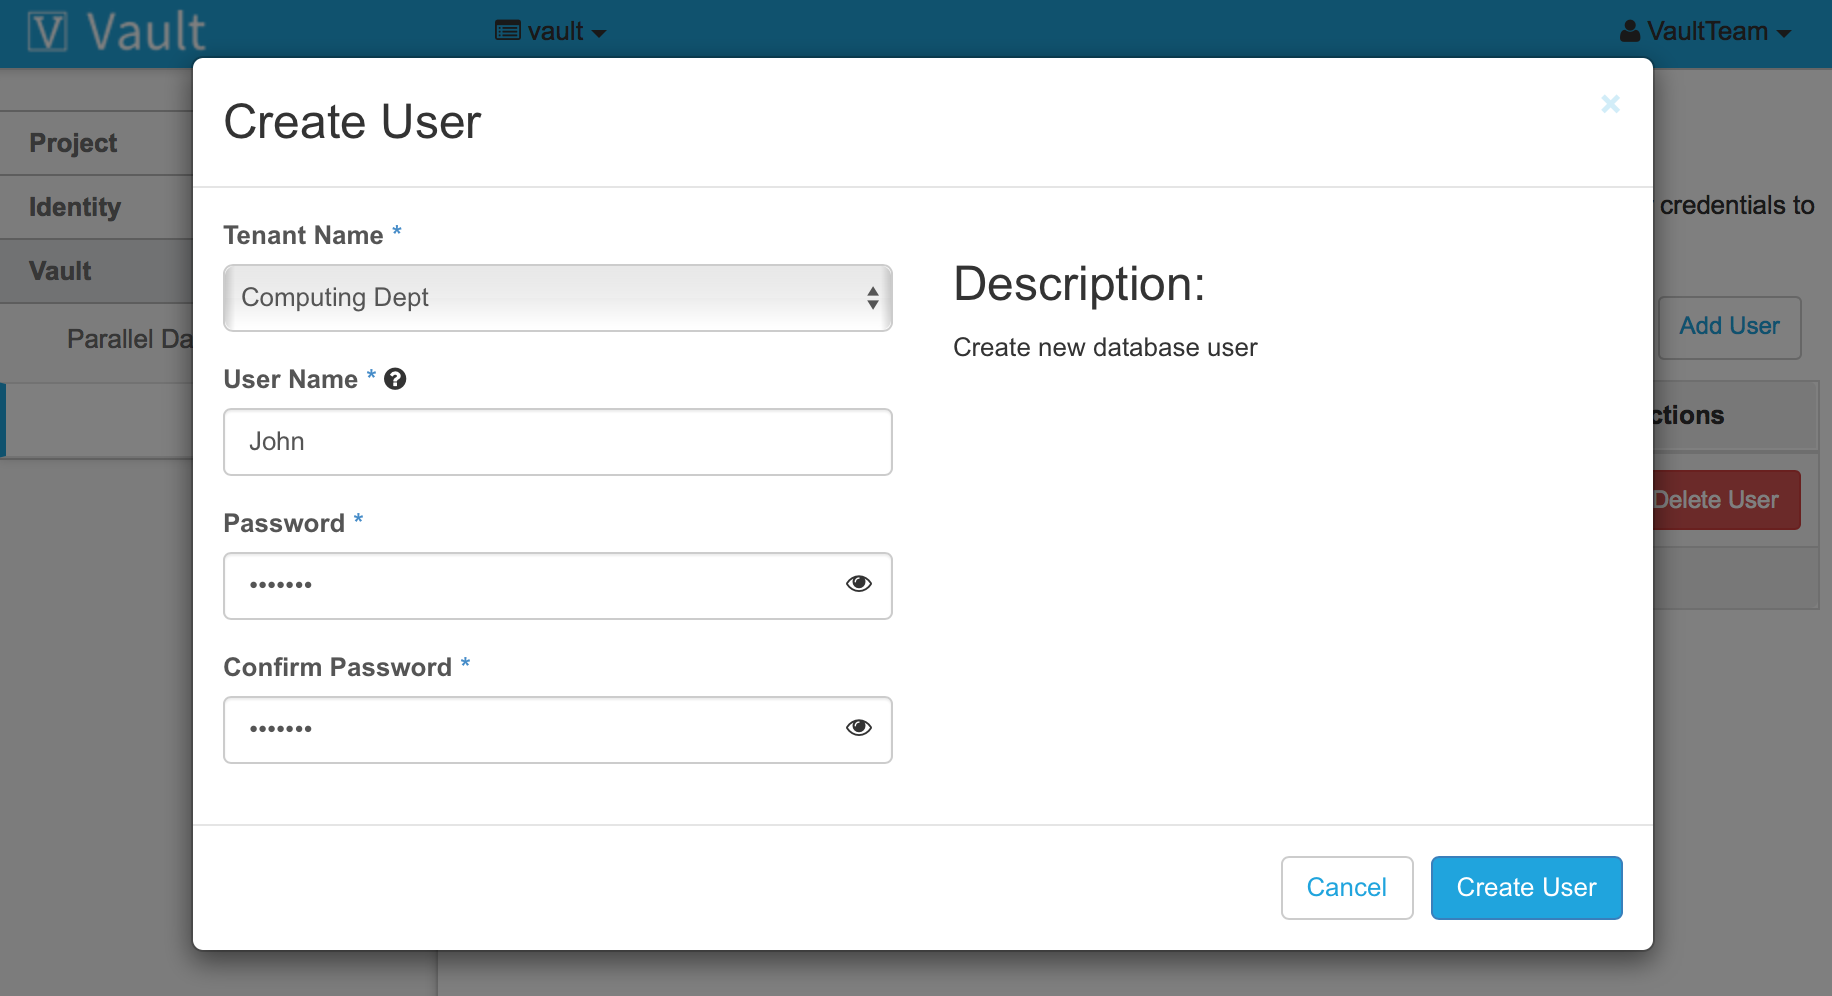 V Vault
vault
VaultTeam
Create User
×
Project
Identity
Vault
Parallel Da
credentials to
Add User
ctions
Delete User
Tenant Name *
Computing Dept
User Name * ?
John
Password *
•••••••
Confirm Password *
•••••••
Description:
Create new database user
Cancel
Create User